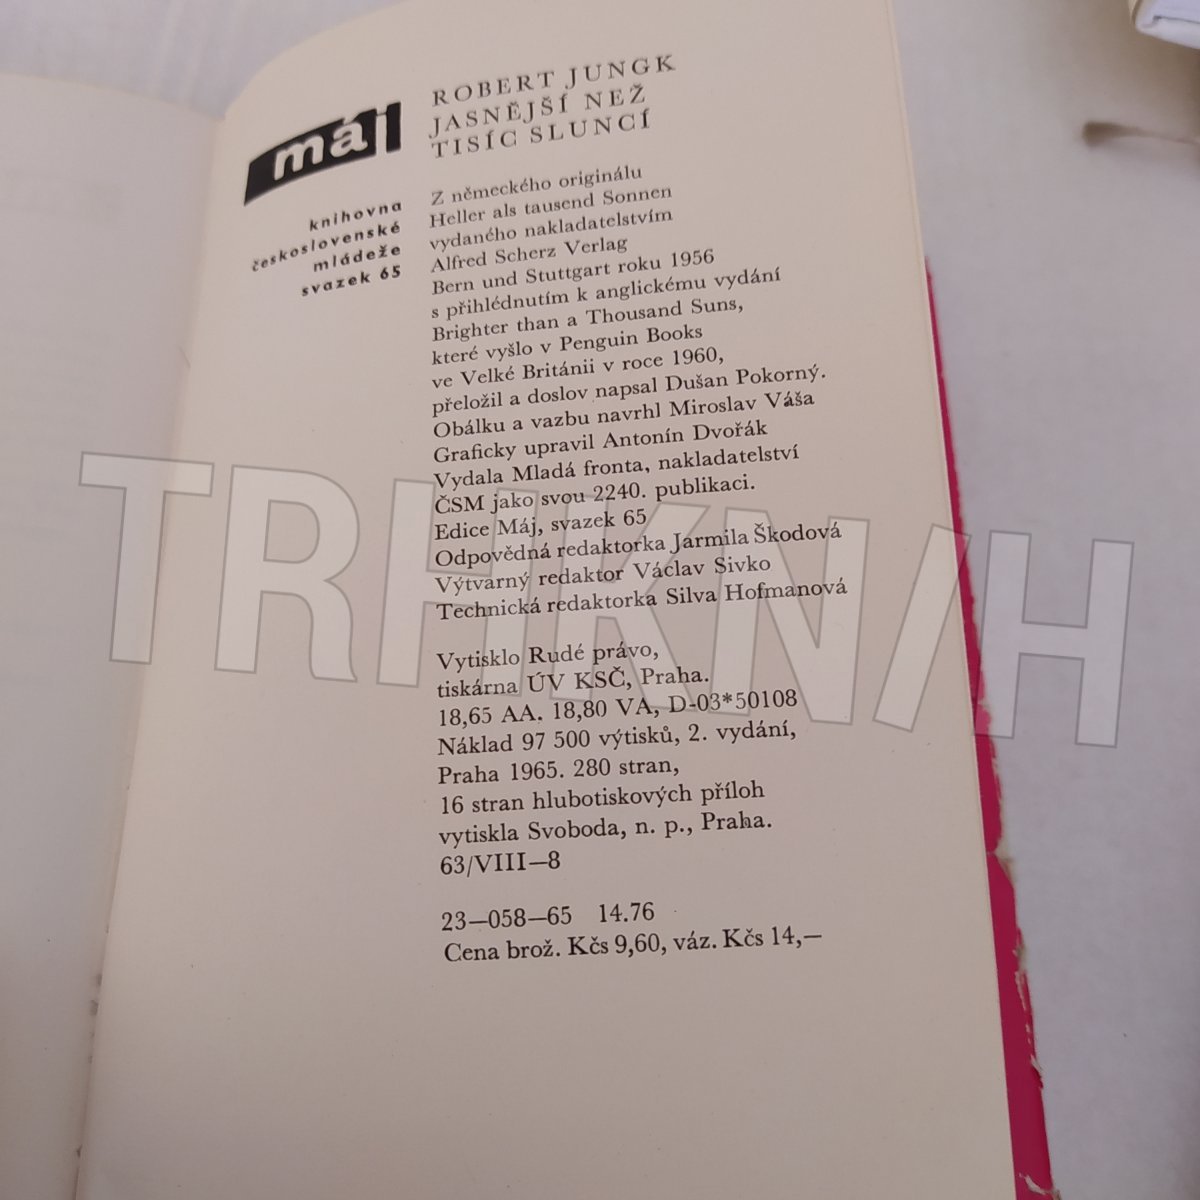 máj
knihovna
československé
mládeže
svazek 65
ROBERT JUNGK
JASNĚJŠÍ NEŽ
TISÍC SLUNCÍ
Z německého originálu
Heller als tausend Sonnen
vydaného nakladatelstvím
Alfred Scherz Verlag
Bern und Stuttgart roku 1956
s přihlédnutím k anglickému vydání
Brighter than a Thousand Suns,
které vyšlo v Penguin Books
ve Velké Británii v roce 1960,
přeložil a doslov napsal Dušan Pokorný.
Obálku a vazbu navrhl Miroslav Váša
Graficky upravil Antonín Dvořák
Vydala Mladá fronta, nakladatelství
ČSM jako svou 2240. publikaci.
Edice Máj, svazek 65
Odpovědná redaktorka Jarmila Škodová
Výtvarný redaktor Václav Sivko
Technická redaktorka Silva Hofmanová
Vytisklo Rudé právo,
tiskárna ÚV KSČ, Praha.
18,65 AA. 18,80 VA, D-03*50108
Náklad 97 500 výtisků, 2. vydání,
Praha 1965. 280 stran,
16 stran hlubotiskových příloh
vytiskla Svoboda, n. p., Praha.
63/VIII—8
23—058—65 14.76
Cena brož. Kčs 9,60, váz. Kčs 14,—
TRHKN/H